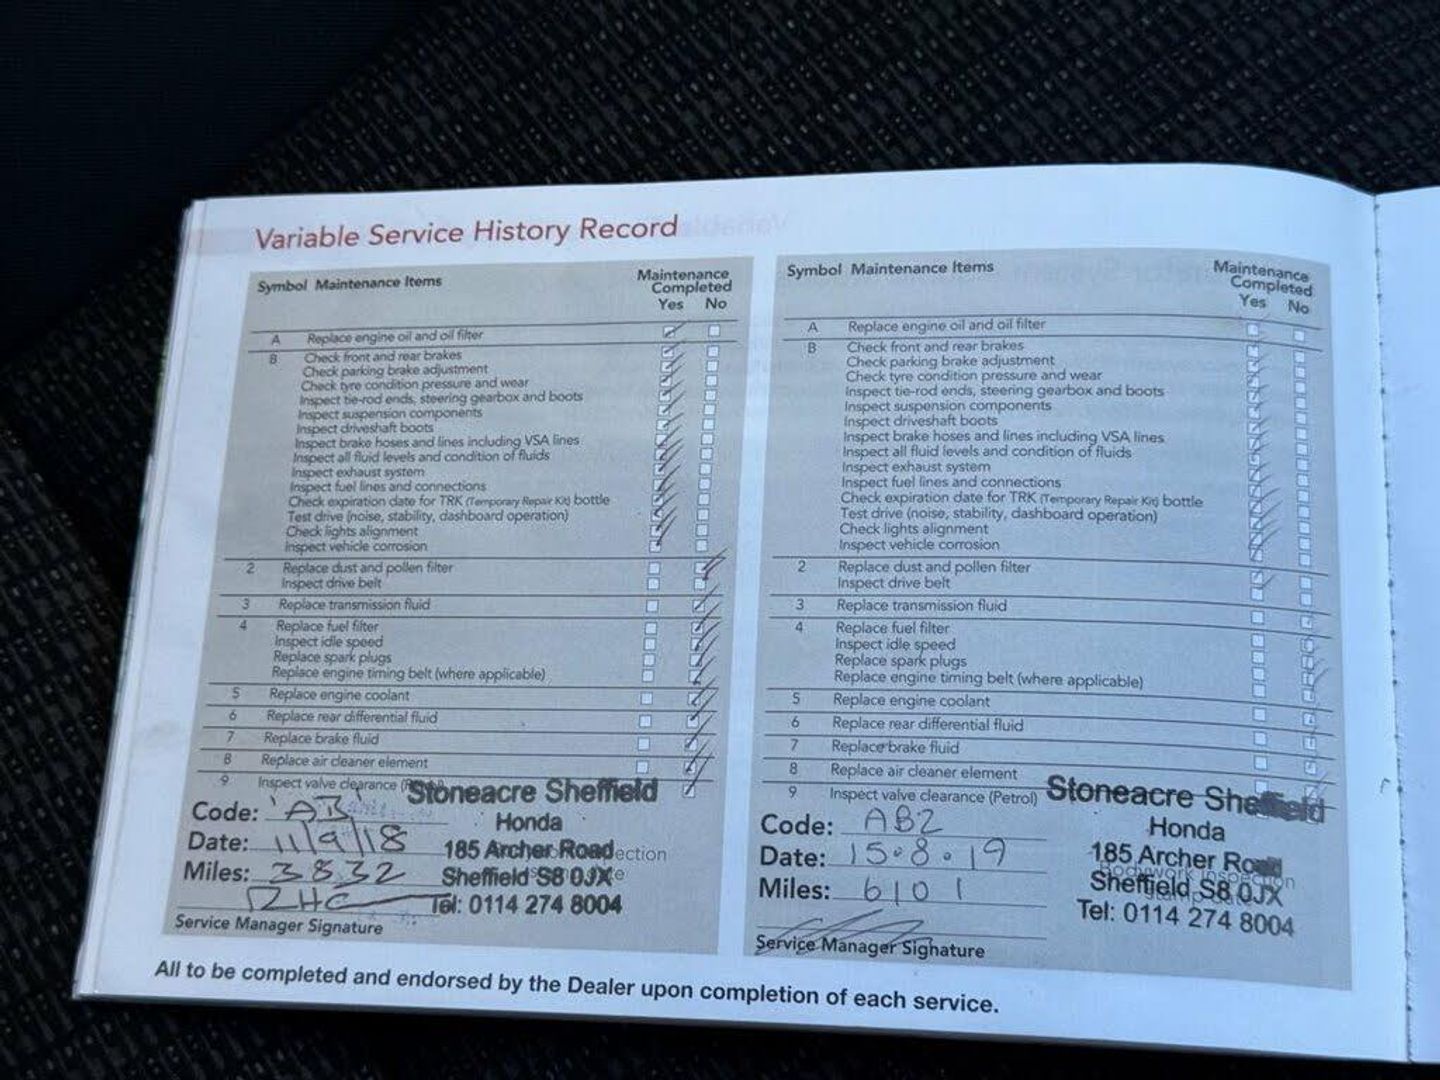 Variable Service History Record
Symbol Maintenance Items
Maintenance
Completed
Yes No
A Replace engine oil and oil filter
B Check front and rear brakes
Check parking brake adjustment
Check tyre condition pressure and wear
Inspect tie-rod ends, steering gearbox and boots
Inspect suspension components
Inspect driveshaft boots
Inspect brake hoses and lines including VSA lines
Inspect all fluid levels and condition of fluids
Inspect exhaust system
Inspect fuel lines and connections
Check expiration date for TRK (Temporary Repair Kit) bottle
Test drive (noise, stability, dashboard operation)
Check lights alignment
Inspect vehicle corrosion
2 Replace dust and pollen filter
Inspect drive belt
3 Replace transmission fluid
4 Replace fuel filter
Inspect idle speed
Replace spark plugs
Replace engine timing belt (where applicable)
5 Replace engine coolant
6 Replace rear differential fluid
7 Replace brake fluid
8 Replace air cleaner element
9 Inspect valve clearance
Stoneacre Sheffield
Honda
185 Archer Road
Sheffield S8 0JX
Tel: 0114 274 8004
Code: AB
Date: 11/9/18
Miles: 3832
Service Manager Signature
Symbol Maintenance Items
Maintenance
Completed
Yes No
A Replace engine oil and oil filter
B Check front and rear brakes
Check parking brake adjustment
Check tyre condition pressure and wear
Inspect tie-rod ends, steering gearbox and boots
Inspect suspension components
Inspect driveshaft boots
Inspect brake hoses and lines including VSA lines
Inspect all fluid levels and condition of fluids
Inspect exhaust system
Inspect fuel lines and connections
Check expiration date for TRK (Temporary Repair Kit) bottle
Test drive (noise, stability, dashboard operation)
Check lights alignment
Inspect vehicle corrosion
2 Replace dust and pollen filter
Inspect drive belt
3 Replace transmission fluid
4 Replace fuel filter
Inspect idle speed
Replace spark plugs
Replace engine timing belt (where applicable)
5 Replace engine coolant
6 Replace rear differential fluid
7 Replace brake fluid
8 Replace air cleaner element
9 Inspect valve clearance (Petrol)
Stoneacre Sheffield
Honda
185 Archer Road
Sheffield S8 0JX
Tel: 0114 274 8004
Code: AB2
Date: 15.8.19
Miles: 6101
Service Manager Signature
All to be completed and endorsed by the Dealer upon completion of each service.